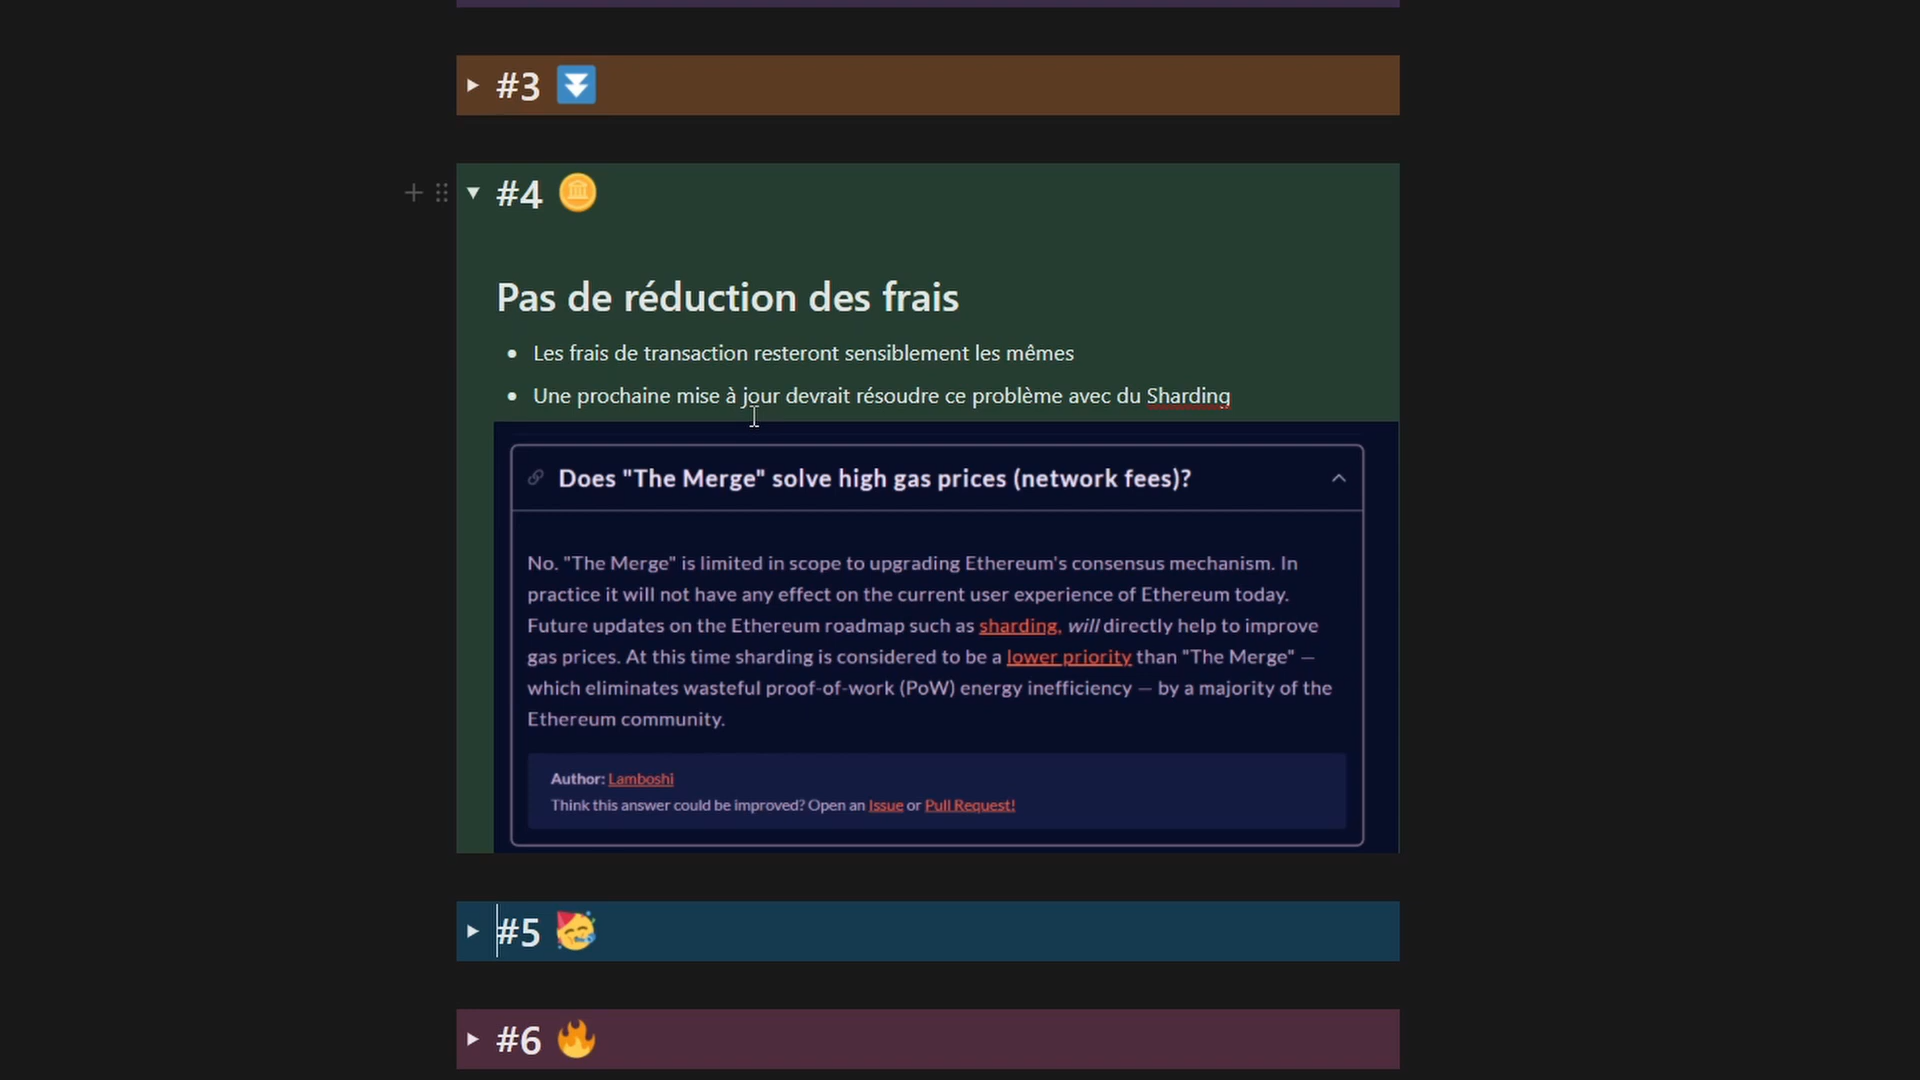 #3
#4
Pas de réduction des frais
Les frais de transaction resteront sensiblement les mêmes
Une prochaine mise à jour devrait résoudre ce problème avec du Sharding
Does "The Merge" solve high gas prices (network fees)?
No. "The Merge" is limited in scope to upgrading Ethereum's consensus mechanism. In
practice it will not have any effect on the current user experience of Ethereum today.
Future updates on the Ethereum roadmap such as sharding, will directly help to improve
gas prices. At this time sharding is considered to be a lower priority than "The Merge" —
which eliminates wasteful proof-of-work (PoW) energy inefficiency — by a majority of the
Ethereum community.
Author: Lamboshi
Think this answer could be improved? Open an Issue or Pull Request!
#5
#6